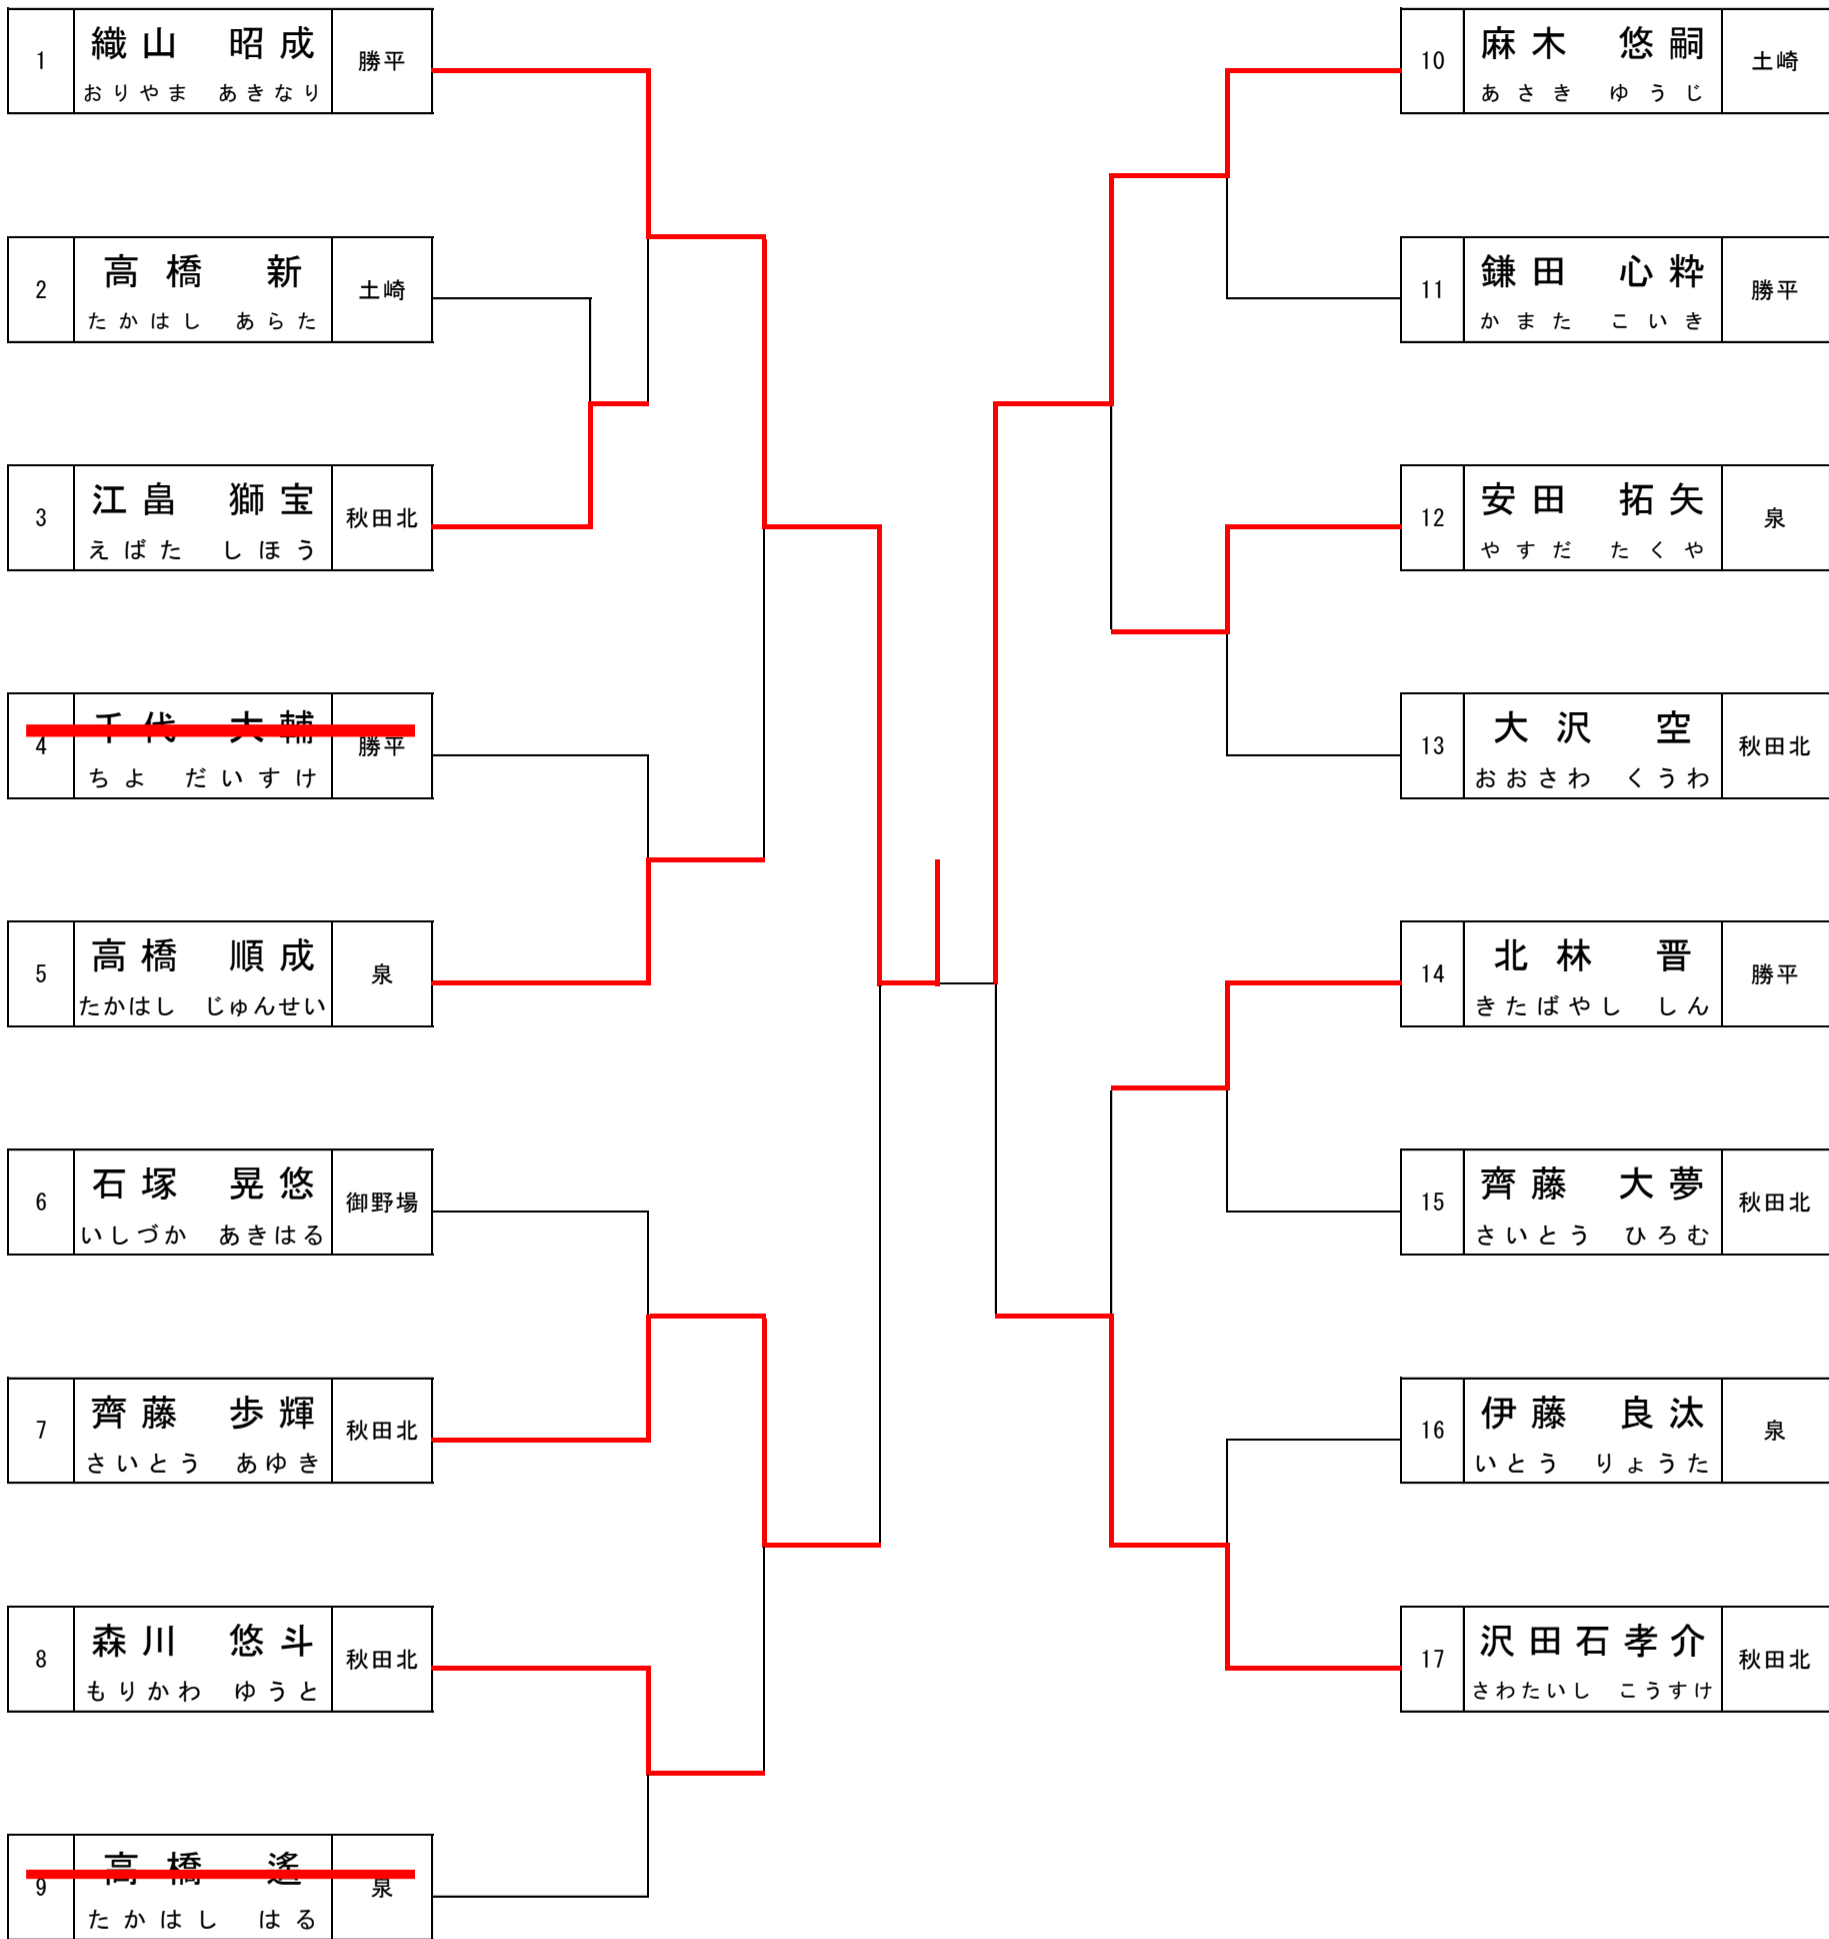 1 織山 昭成 勝平
おりやま あきなり
2 高橋 新 土崎
たかはし あらた
3 江畠 獅宝 秋田北
えばた しほう
4 千代 大輔 勝平
ちよ だいすけ
5 高橋 順成 泉
たかはし じゅんせい
6 石塚 晃悠 御野場
いしづか あきはる
7 齊藤 歩輝 秋田北
さいとう あゆき
8 森川 悠斗 秋田北
もりかわ ゆうと
9 高橋 遙 泉
たかはし はる
10 麻木 悠嗣 土崎
あさき ゆうじ
11 鎌田 心粋 勝平
かまた こいき
12 安田 拓矢 泉
やすだ たくや
13 大沢 空 秋田北
おおさわ くうわ
14 北林 晋 勝平
きたばやし しん
15 齊藤 大夢 秋田北
さいとう ひろむ
16 伊藤 良汰 泉
いとう りょうた
17 沢田石孝介 秋田北
さわたいし こうすけ